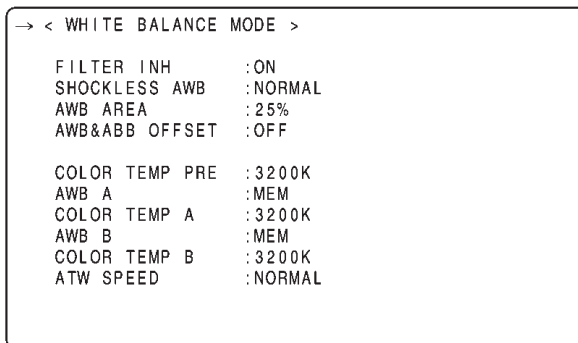 → < WHITE BALANCE MODE >
FILTER INH :ON
SHOCKLESS AWB :NORMAL
AWB AREA :25%
AWB&ABB OFFSET :OFF
COLOR TEMP PRE :3200K
AWB A :MEM
COLOR TEMP A :3200K
AWB B :MEM
COLOR TEMP B :3200K
ATW SPEED :NORMAL